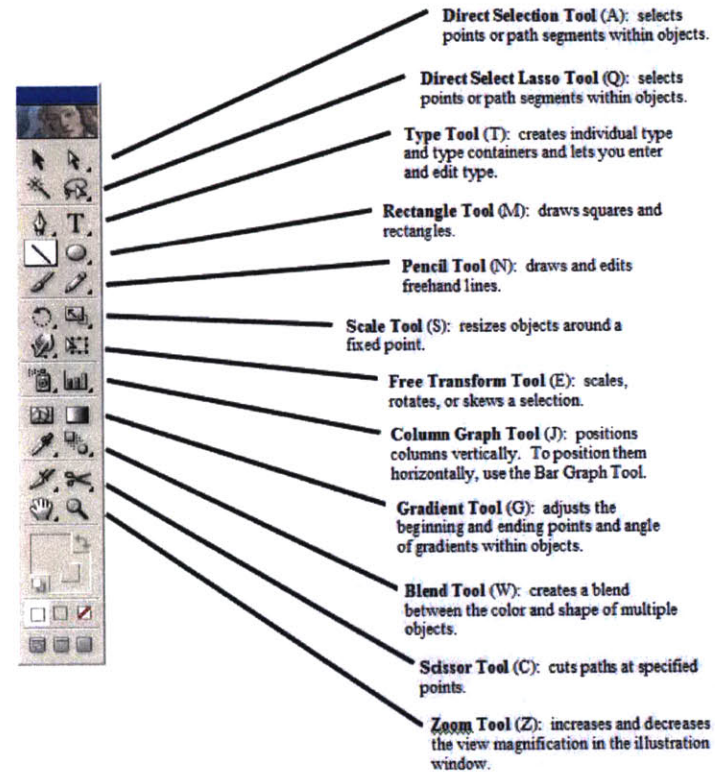 Direct Selection Tool (A): selects
points or path segments within objects.
Direct Select Lasso Tool (Q): selects
points or path segments within objects.
Type Tool (T): creates individual type
and type containers and lets you enter
and edit type.
Rectangle Tool (M): draws squares and
rectangles.
Pencil Tool (N): draws and edits
freehand lines.
Scale Tool (S): resizes objects around a
fixed point.
Free Transform Tool (E): scales,
rotates, or skews a selection.
Column Graph Tool (J): positions
columns vertically. To position them
horizontally, use the Bar Graph Tool.
Gradient Tool (G): adjusts the
beginning and ending points and angle
of gradients within objects.
Blend Tool (W): creates a blend
between the color and shape of multiple
objects.
Scissor Tool (C): cuts paths at specified
points.
Zoom Tool (Z): increases and decreases
the view magnification in the illustration
window.